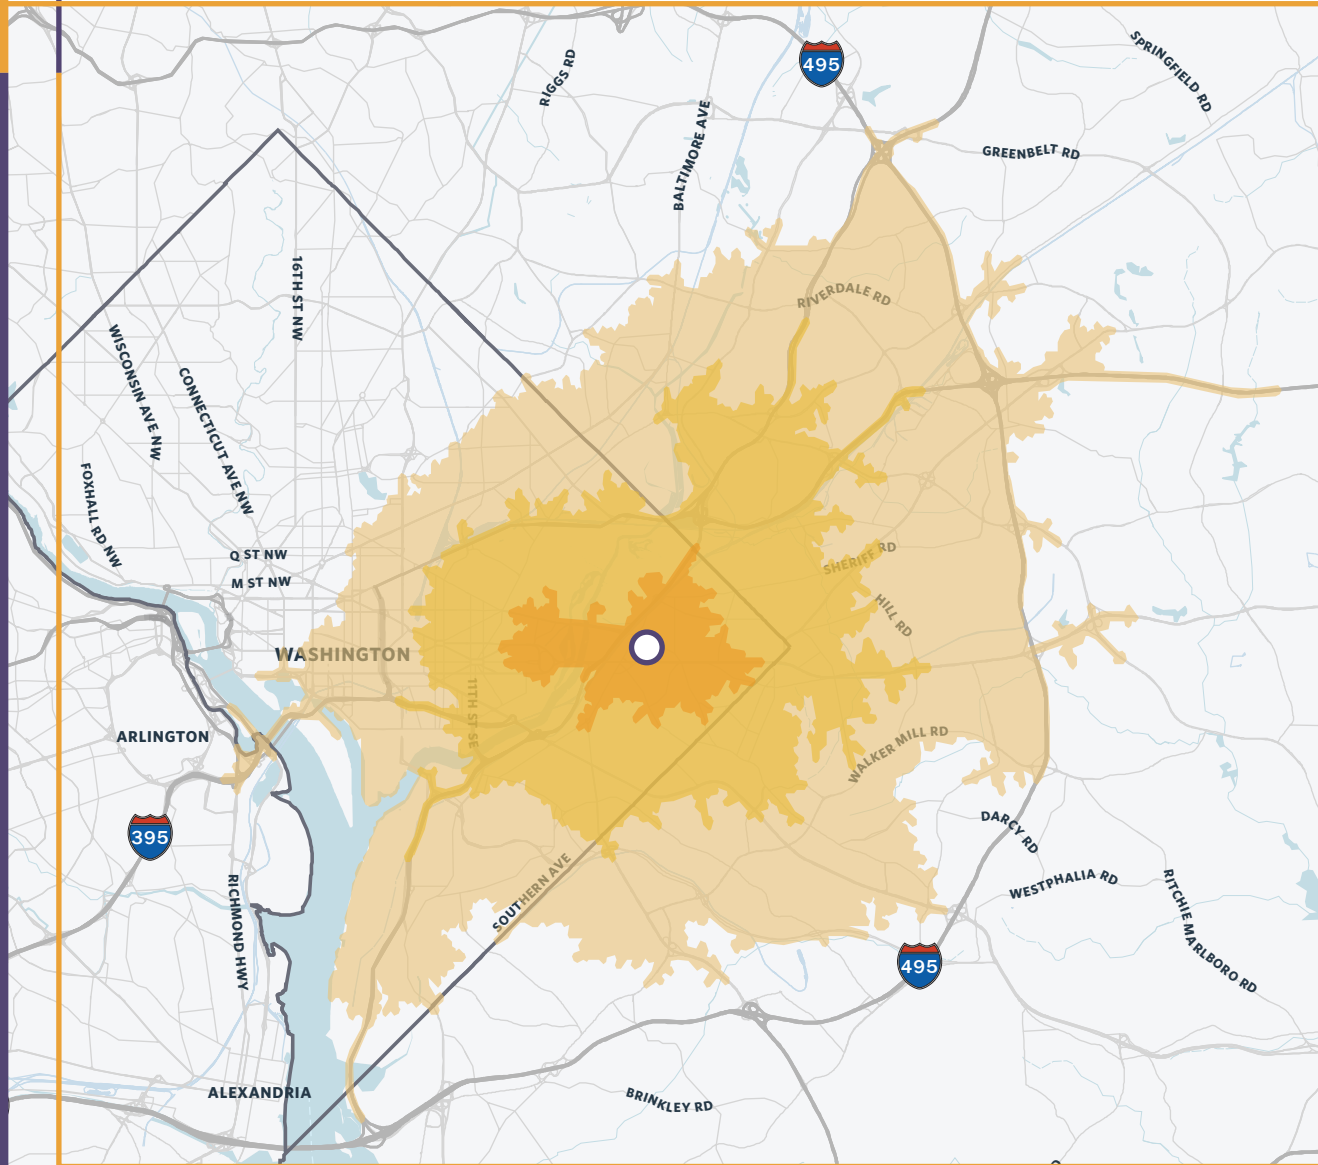 495
SPRINGFIELD RD
RIGGS RD
BALTIMORE AVE
GREENBELT RD
16TH ST NW
RIVERDALE RD
WISCONSIN AVE NW
CONNECTICUT AVE NW
FOXHALL RD NW
Q ST NW
M ST NW
SHERIFF RD
HILL RD
WASHINGTON
11TH ST SE
ARLINGTON
WALKER MILL RD
395
DARCY RD
SOUTHERN AVE
WESTPHALIA RD
RICHMOND HWY
RITCHIE MARLBORO RD
495
ALEXANDRIA
BRINKLEY RD